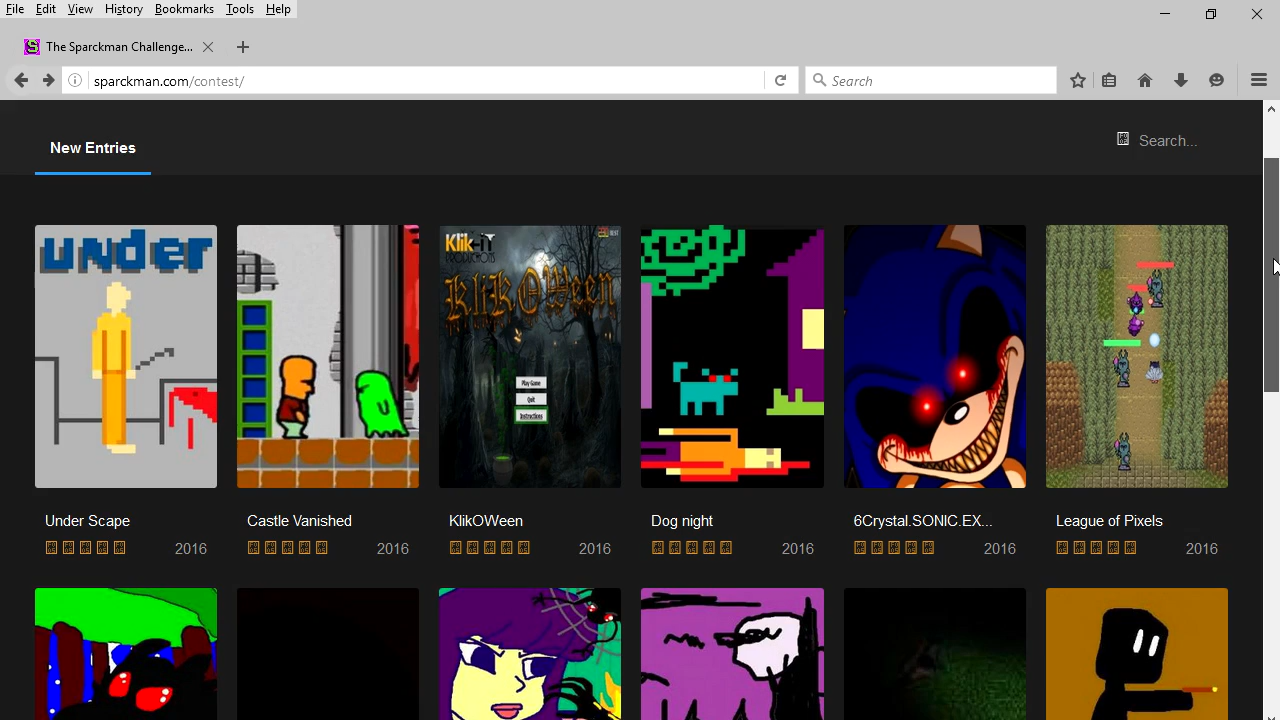 File Edit View History Bookmarks Tools Help
The Sparckman Challenge...
sparckman.com/contest/
Search
New Entries
Search...
under
Klik-iT
PRODUCTIONS
KlikOWeen
Play Game
Quit
Instructions
Under Scape
Castle Vanished
KlikOWeen
Dog night
6Crystal.SONIC.EX...
League of Pixels
2016
2016
2016
2016
2016
2016